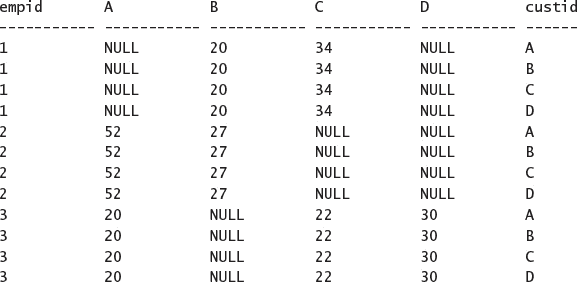 empid       A           B           C           D           custid
----------- ----------- ----------- ----------- ----------- ------
1           NULL        20          34          NULL        A
1           NULL        20          34          NULL        B
1           NULL        20          34          NULL        C
1           NULL        20          34          NULL        D
2           52          27          NULL        NULL        A
2           52          27          NULL        NULL        B
2           52          27          NULL        NULL        C
2           52          27          NULL        NULL        D
3           20          NULL        22          30          A
3           20          NULL        22          30          B
3           20          NULL        22          30          C
3           20          NULL        22          30          D